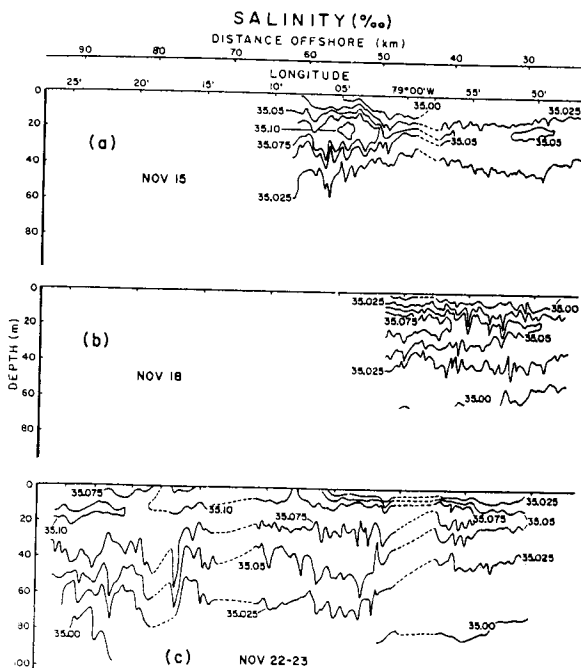 SALINITY (‰)
DISTANCE OFFSHORE (km)
90 80 70 60 50 40 30
LONGITUDE
25' 20' 15' 10' 05' 79°00'W 55' 50' 45' 25'
0 35.05 35.00 35.025
20 35.10 35.05 35.05
(a) 35.075
40
NOV 15
60 35.025
80
0 35.025 35.00
20 35.075
(b) 35.05
40
DEPTH (m) 35.025
NOV 18
60 35.00
80
0 35.075
35.10 35.025
20 35.10 35.075 35.075 35.05
40
35.05 35.025
60
35.025
80
35.00
00
(c) NOV 22-23